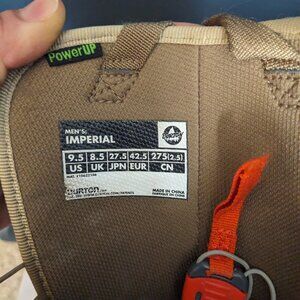 PowerUP
MEN'S:
IMPERIAL
9.5 8.5 27.5 42.5 275(2.5)
US UK JPN EUR CN
BURTON
MADE IN CHINA